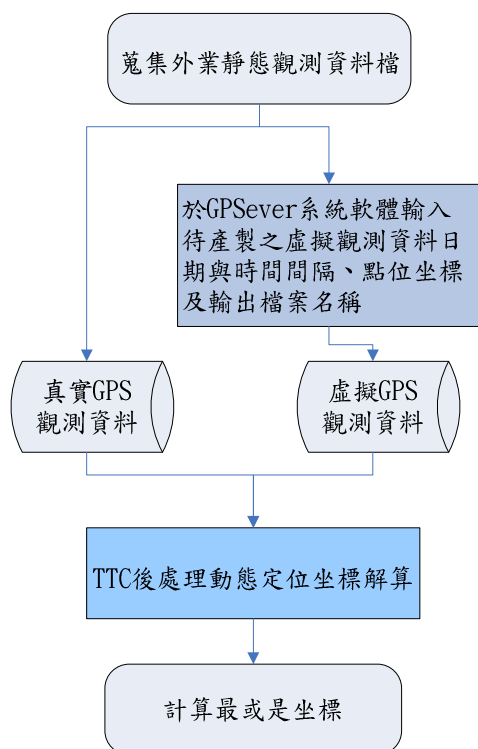 蒐集外業靜態觀測資料檔
於GPSever系統軟體輸入
待產製之虛擬觀測資料日
期與時間間隔、點位坐標
及輸出檔案名稱
真實GPS
觀測資料
虛擬GPS
觀測資料
TTC後處理動態定位坐標解算
計算最或是坐標